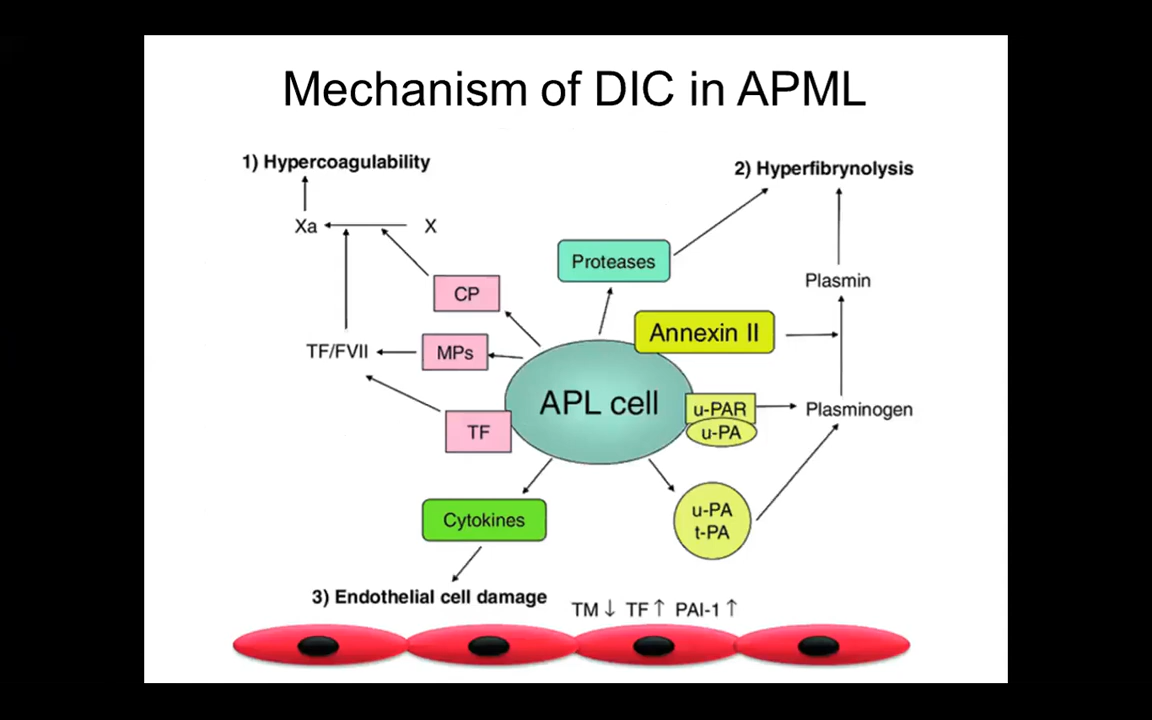 Mechanism of DIC in APML
1) Hypercoagulability
2) Hyperfibrynolysis
Xa
X
Proteases
Plasmin
CP
Annexin II
TF/FVII
MPs
APL cell
u-PAR
u-PA
Plasminogen
TF
Cytokines
u-PA
t-PA
3) Endothelial cell damage
TM ↓ TF ↑ PAI-1 ↑